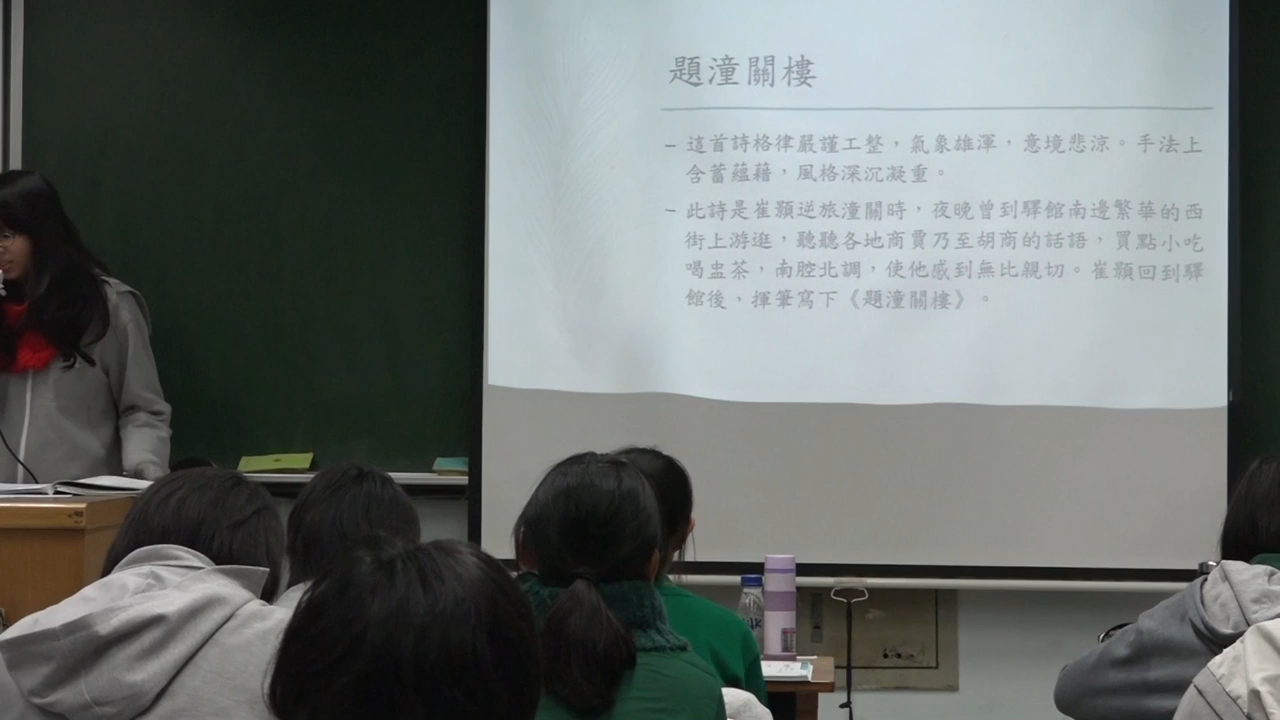 題潼關樓
– 這首詩格律嚴謹工整，氣象雄渾，意境悲涼。手法上
含蓄蘊藉，風格深沉凝重。
– 此詩是崔顥逆旅潼關時，夜晚曾到驛館南邊繁華的西
街上游逛，聽聽各地商賈乃至胡商的話語，買點小吃
喝盅茶，南腔北調，使他感到無比親切。崔顥回到驛
館後，揮筆寫下《題潼關樓》。